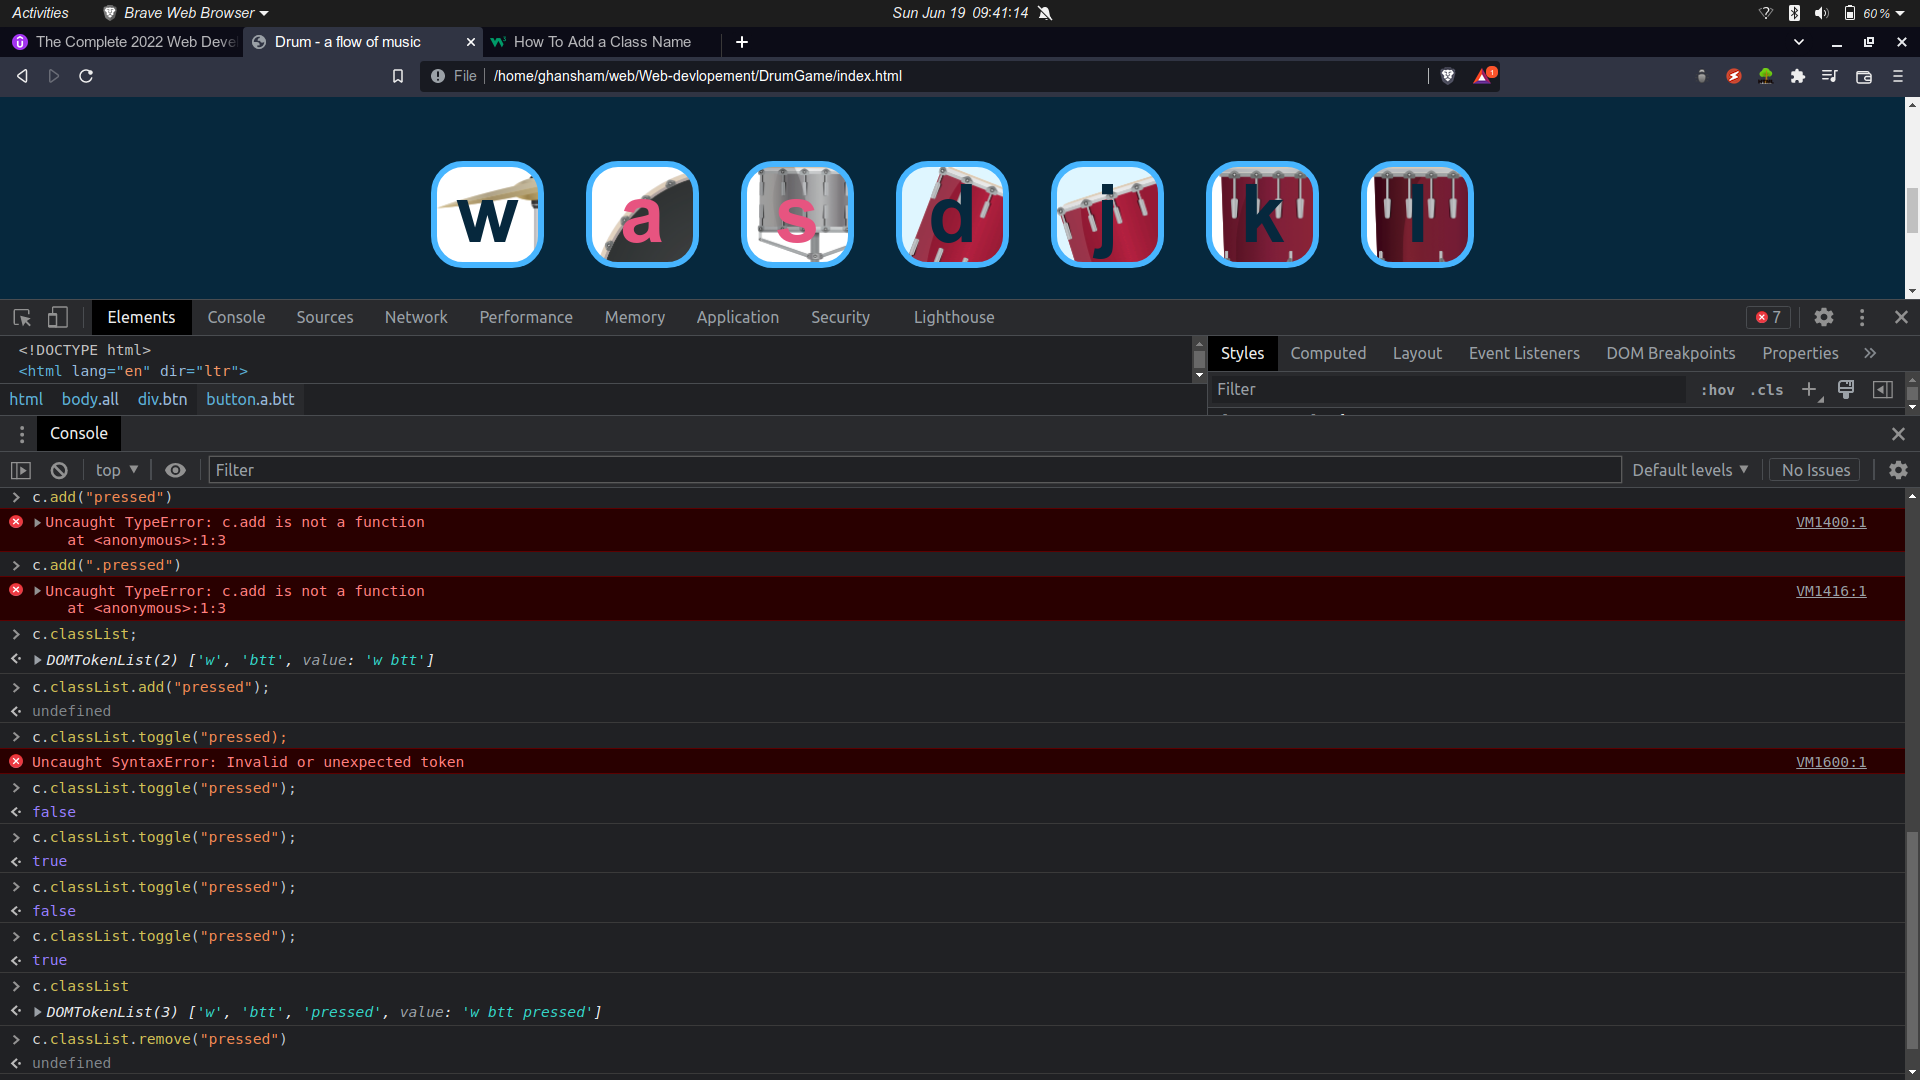 Activities Brave Web Browser Sun Jun 19 09:41:14 60 %
The Complete 2022 Web Deve Drum - a flow of music How To Add a Class Name
File /home/ghansham/web/Web-devlopement/DrumGame/index.html 1
w a s d j k l
Elements Console Sources Network Performance Memory Application Security Lighthouse 7
<!DOCTYPE html>
<html lang="en" dir="ltr">
html body.all div.btn button.a.btt
Styles Computed Layout Event Listeners DOM Breakpoints Properties
Filter :hov .cls
Console
top Filter Default levels No Issues
c.add("pressed")
Uncaught TypeError: c.add is not a function VM1400:1
at <anonymous>:1:3
c.add(".pressed")
Uncaught TypeError: c.add is not a function VM1416:1
at <anonymous>:1:3
c.classList;
DOMTokenList(2) ['w', 'btt', value: 'w btt']
c.classList.add("pressed");
undefined
c.classList.toggle("pressed);
Uncaught SyntaxError: Invalid or unexpected token VM1600:1
c.classList.toggle("pressed");
false
c.classList.toggle("pressed");
true
c.classList.toggle("pressed");
false
c.classList.toggle("pressed");
true
c.classList
DOMTokenList(3) ['w', 'btt', 'pressed', value: 'w btt pressed']
c.classList.remove("pressed")
undefined